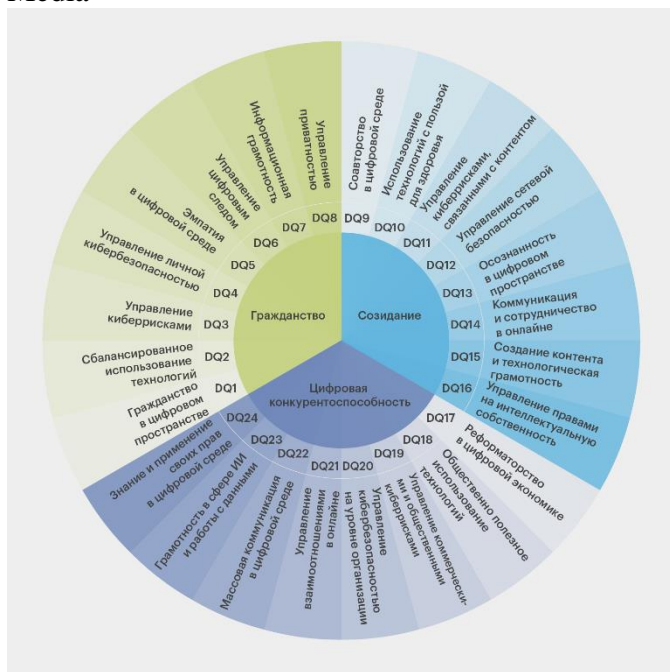 Media
Гражданство
Созидание
Цифровая
конкурентоспособность
DQ1
Гражданство
в цифровом
пространстве
DQ2
Сбалансированное
использование
технологий
DQ3
Управление
киберрисками
DQ4
Управление личной
кибербезопасностью
DQ5
Эмпатия
в цифровой среде
DQ6
Управление
цифровым
следом
DQ7
Информационная
грамотность
DQ8
Управление
приватностью
DQ9
Соавторство
в цифровой среде
DQ10
Использование
технологий с пользой
для здоровья
DQ11
Управление
киберрисками,
связанными с контентом
DQ12
Управление сетевой
безопасностью
DQ13
Осознанность
в цифровом
пространстве
DQ14
Коммуникация
и сотрудничество
в онлайне
DQ15
Создание контента
и технологическая
грамотность
DQ16
Управление правами
на интеллектуальную
собственность
DQ17
Реформаторство
в цифровой экономике
DQ18
Общественно полезное
использование
технологий
DQ19
Управление коммерчески-
ми и общественными
киберрисками
DQ20
Управление
кибербезопасностью
на уровне организации
DQ21
Управление
взаимоотношениями
в онлайне
DQ22
Массовая коммуникация
в цифровой среде
DQ23
Грамотность в сфере ИИ
и работы с данными
DQ24
Знание и применение
своих прав
в цифровой среде